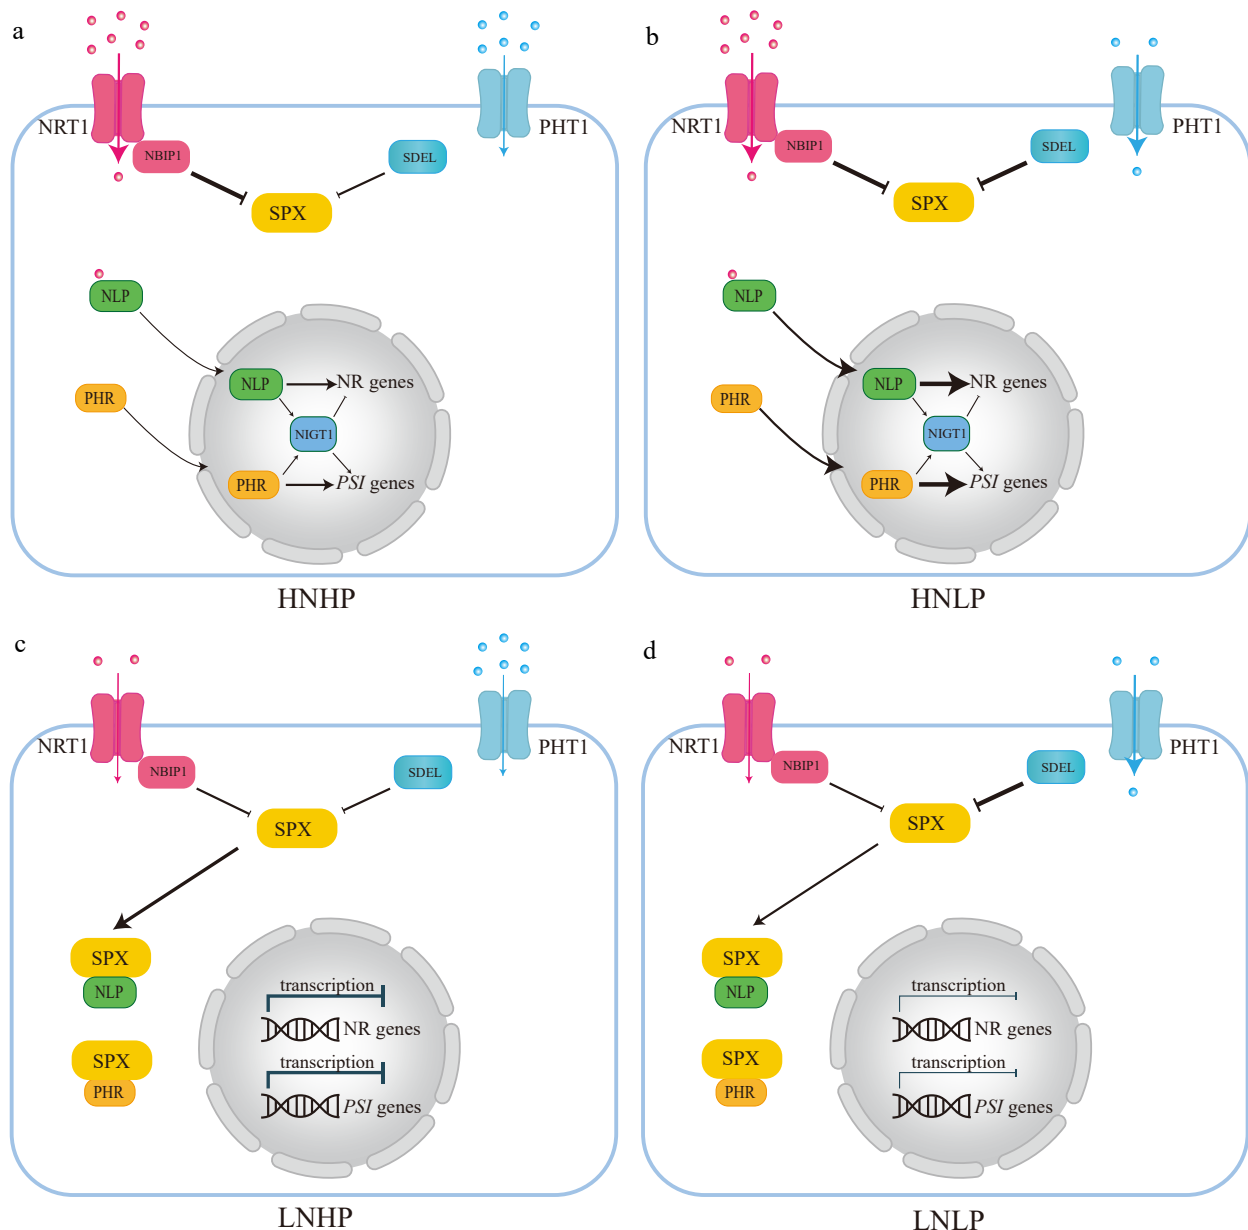 a
NRT1
PHT1
NBIP1
SDEL
SPX
NLP
NLP
NR genes
PHR
NIGT1
PHR
PSI genes
HNHP
b
NRT1
PHT1
NBIP1
SDEL
SPX
NLP
NLP
NR genes
PHR
NIGT1
PHR
PSI genes
HNLP
c
NRT1
PHT1
NBIP1
SDEL
SPX
SPX
NLP
transcription
NR genes
SPX
PHR
transcription
PSI genes
LNHP
d
NRT1
PHT1
NBIP1
SDEL
SPX
SPX
NLP
transcription
NR genes
SPX
PHR
transcription
PSI genes
LNLP